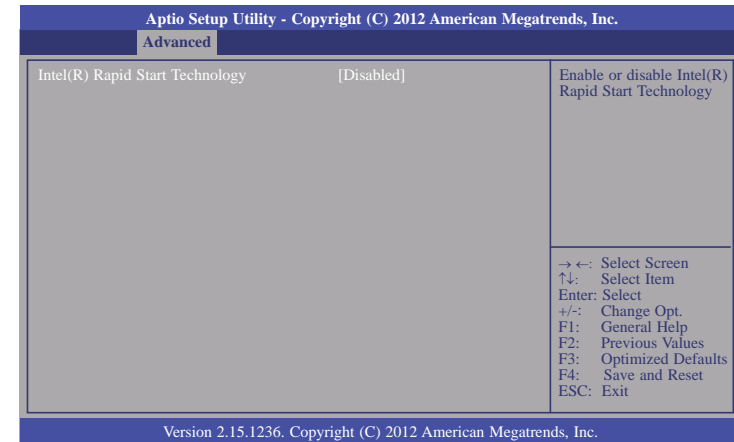 Aptio Setup Utility - Copyright (C) 2012 American Megatrends, Inc.
Advanced
Intel(R) Rapid Start Technology [Disabled]
Enable or disable Intel(R)
Rapid Start Technology
→ ←: Select Screen
↑↓: Select Item
Enter: Select
+/-: Change Opt.
F1: General Help
F2: Previous Values
F3: Optimized Defaults
F4: Save and Reset
ESC: Exit
Version 2.15.1236. Copyright (C) 2012 American Megatrends, Inc.